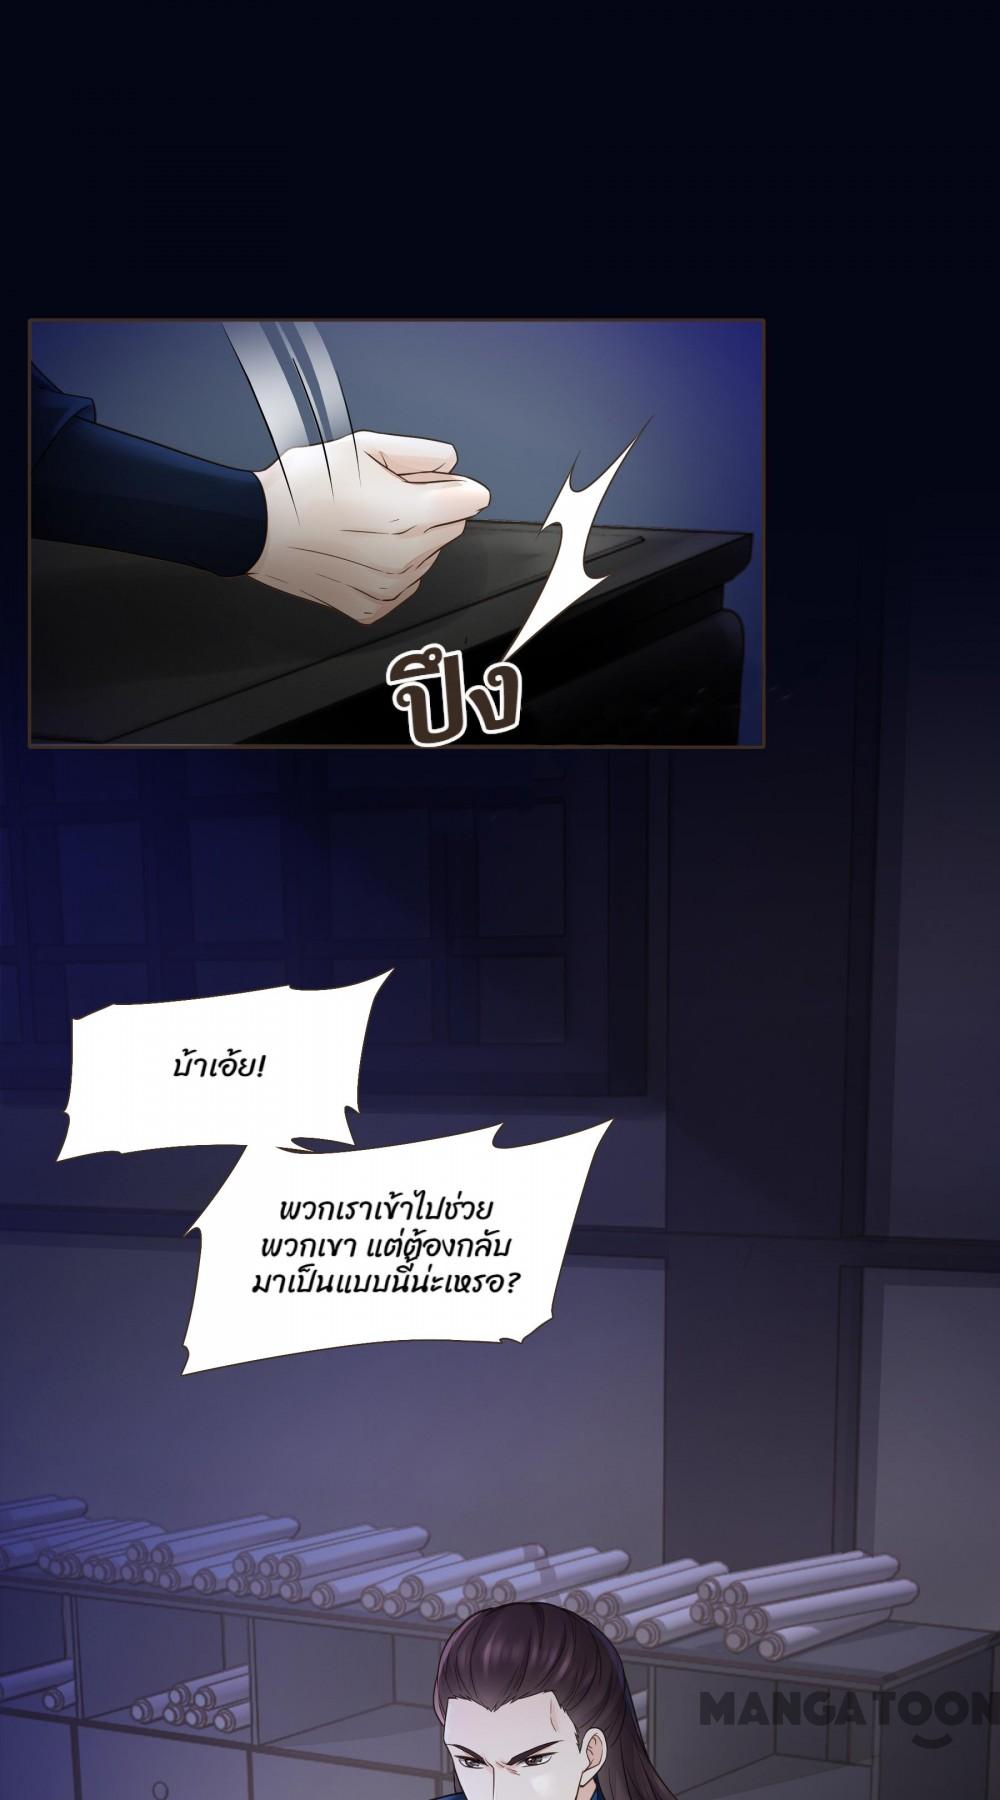 ปึง
บ้าเอ้ย!
พวกเราเข้าไปช่วย
พวกเขา แต่ต้องกลับ
มาเป็นแบบนี้น่ะเหรอ?
MANGATOON